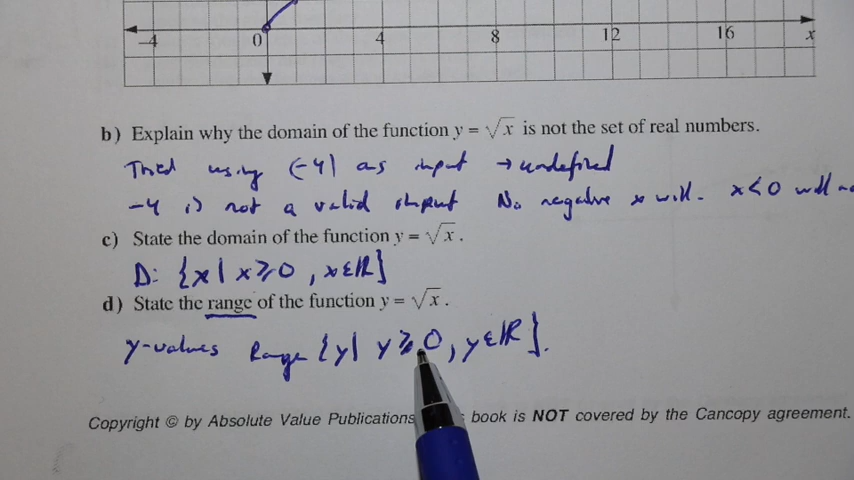 -4 0 4 8 12 16 x
b) Explain why the domain of the function y = √x is not the set of real numbers.
Tried using (-4) as input → undefined
-4 is not a valid input No negative x will. x<0 will
c) State the domain of the function y = √x.
D: {x| x≥0, x∈ℝ}
d) State the range of the function y = √x.
y-values Range {y| y≥0, y∈ℝ}.
Copyright © by Absolute Value Publications book is NOT covered by the Cancopy agreement.